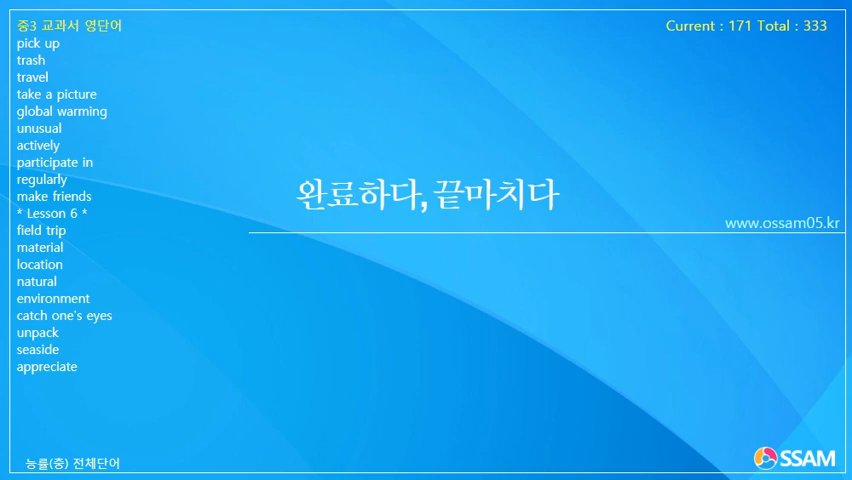 중3 교과서 영단어
Current : 171 Total : 333
pick up
trash
travel
take a picture
global warming
unusual
actively
participate in
regularly
make friends
* Lesson 6 *
field trip
material
location
natural
environment
catch one's eyes
unpack
seaside
appreciate
완료하다, 끝마치다
www.ossam05.kr
능률(중) 전체단어
OSSAM